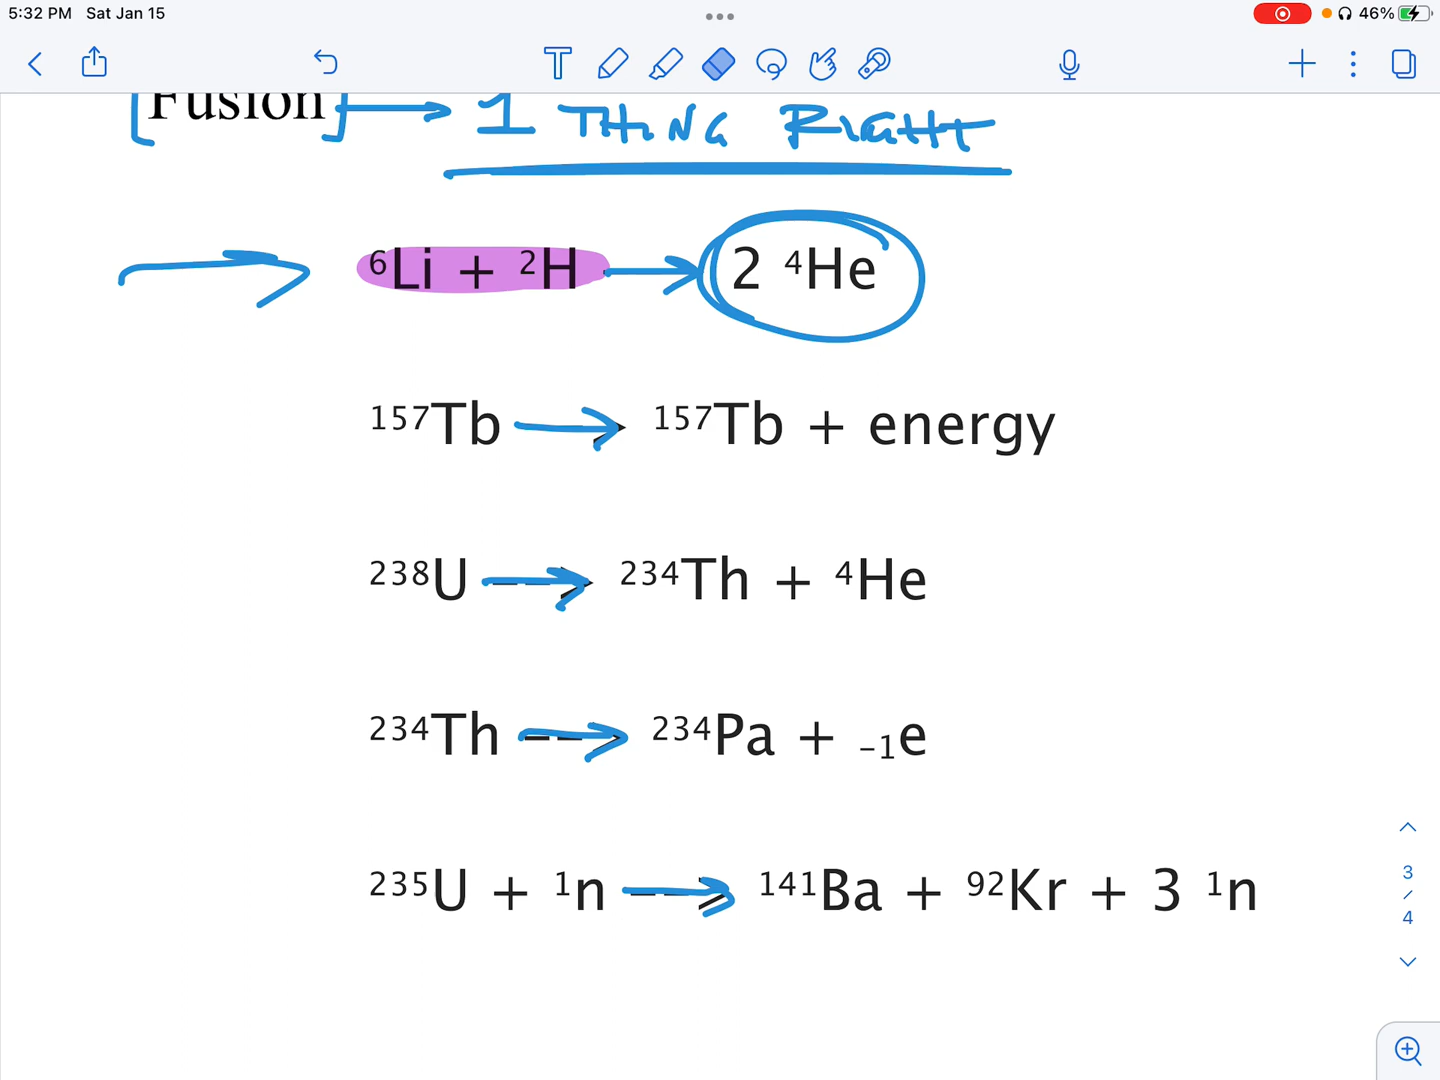 5:32 PM Sat Jan 15
46%
[Fusion] → 1 THING RIGHT
⁶Li + ²H → 2 ⁴He
¹⁵⁷Tb → ¹⁵⁷Tb + energy
²³⁸U → ²³⁴Th + ⁴He
²³⁴Th → ²³⁴Pa + ₋₁e
²³⁵U + ¹n → ¹⁴¹Ba + ⁹²Kr + 3 ¹n
3
/
4